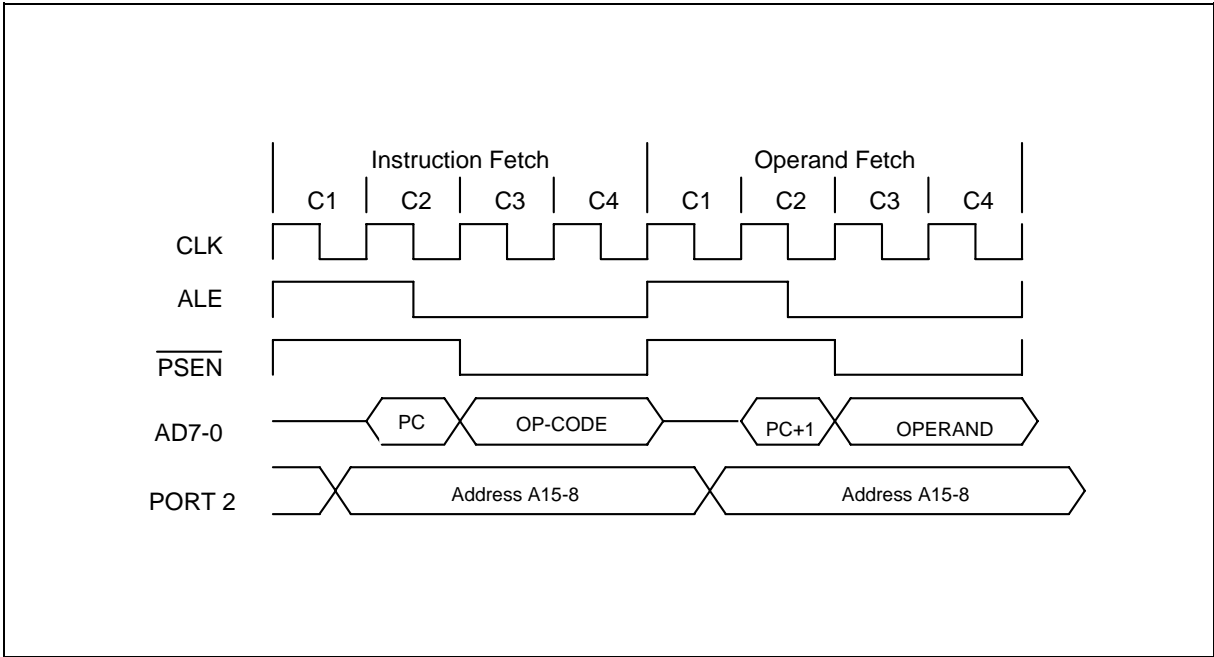 Instruction Fetch Operand Fetch
C1 C2 C3 C4 C1 C2 C3 C4
CLK
ALE
PSEN
AD7-0 PC OP-CODE PC+1 OPERAND
PORT 2 Address A15-8 Address A15-8